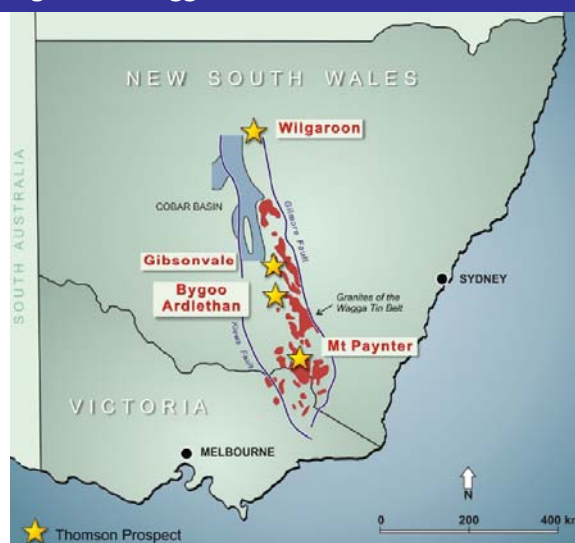 NEW SOUTH WALES
SOUTH AUSTRALIA
Wilgaroon
COBAR BASIN
Gilmore Fault
Gibsonvale
Bygoo
Ardlethan
SYDNEY
Granites of the
Wagga Tin Belt
Mt Paynter
Kiewa Fault
VICTORIA
MELBOURNE
N
0 200 400 km
Thomson Prospect